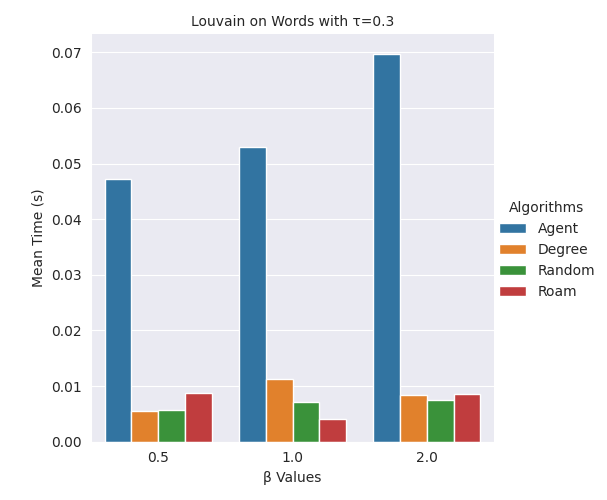 Louvain on Words with τ=0.3
0.07
0.06
0.05
0.04
0.03
0.02
0.01
0.00
Mean Time (s)
0.5
1.0
2.0
β Values
Algorithms
Agent
Degree
Random
Roam